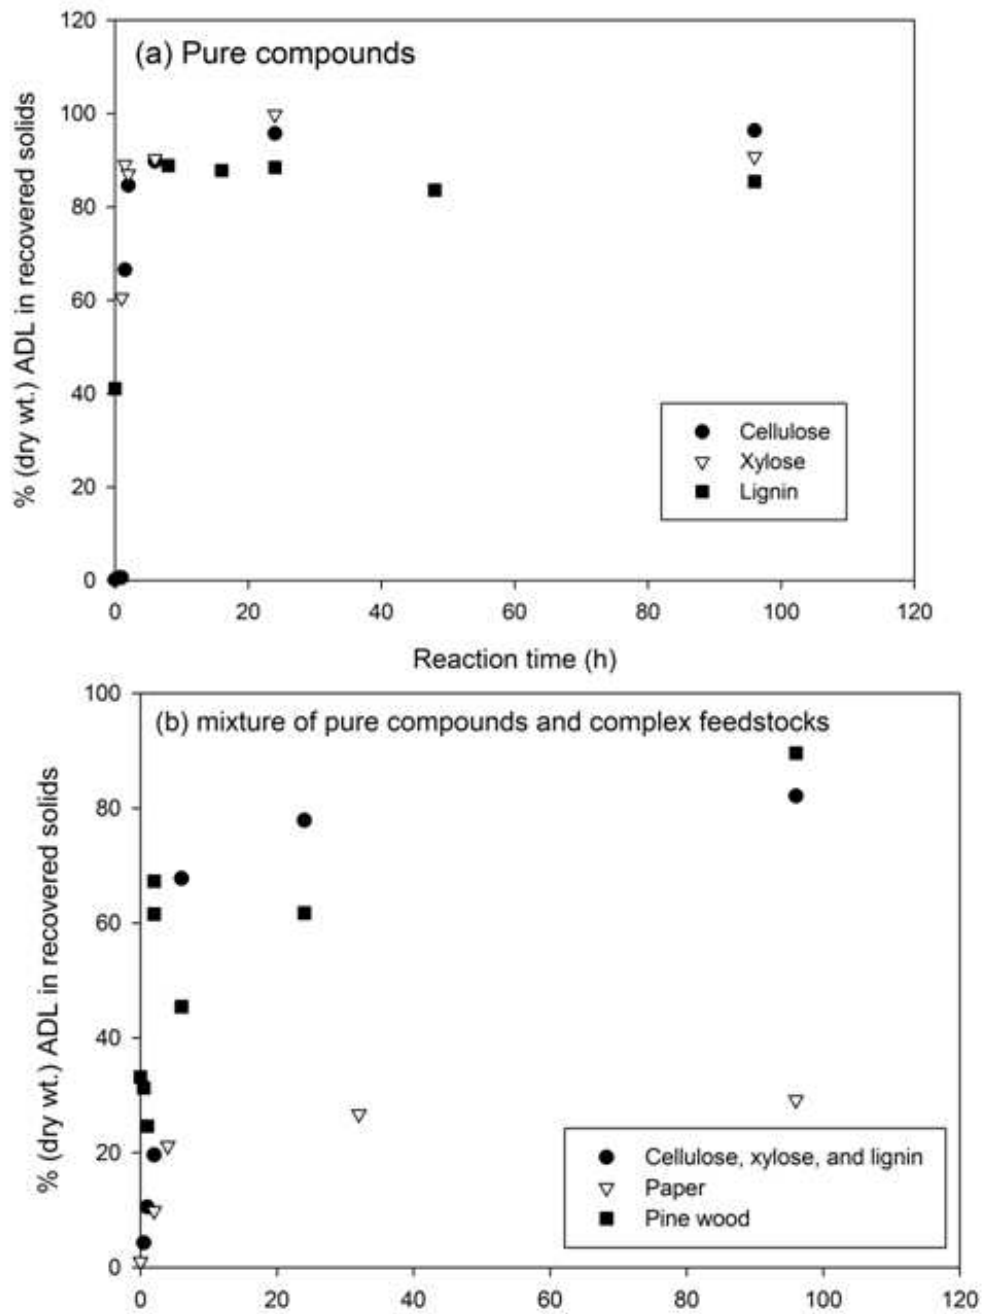 (a) Pure compounds
% (dry wt.) ADL in recovered solids
120
100
80
60
40
20
0
Cellulose
Xylose
Lignin
0 20 40 60 80 100 120
Reaction time (h)
(b) mixture of pure compounds and complex feedstocks
% (dry wt.) ADL in recovered solids
100
80
60
40
20
0
Cellulose, xylose, and lignin
Paper
Pine wood
0 20 40 60 80 100 120